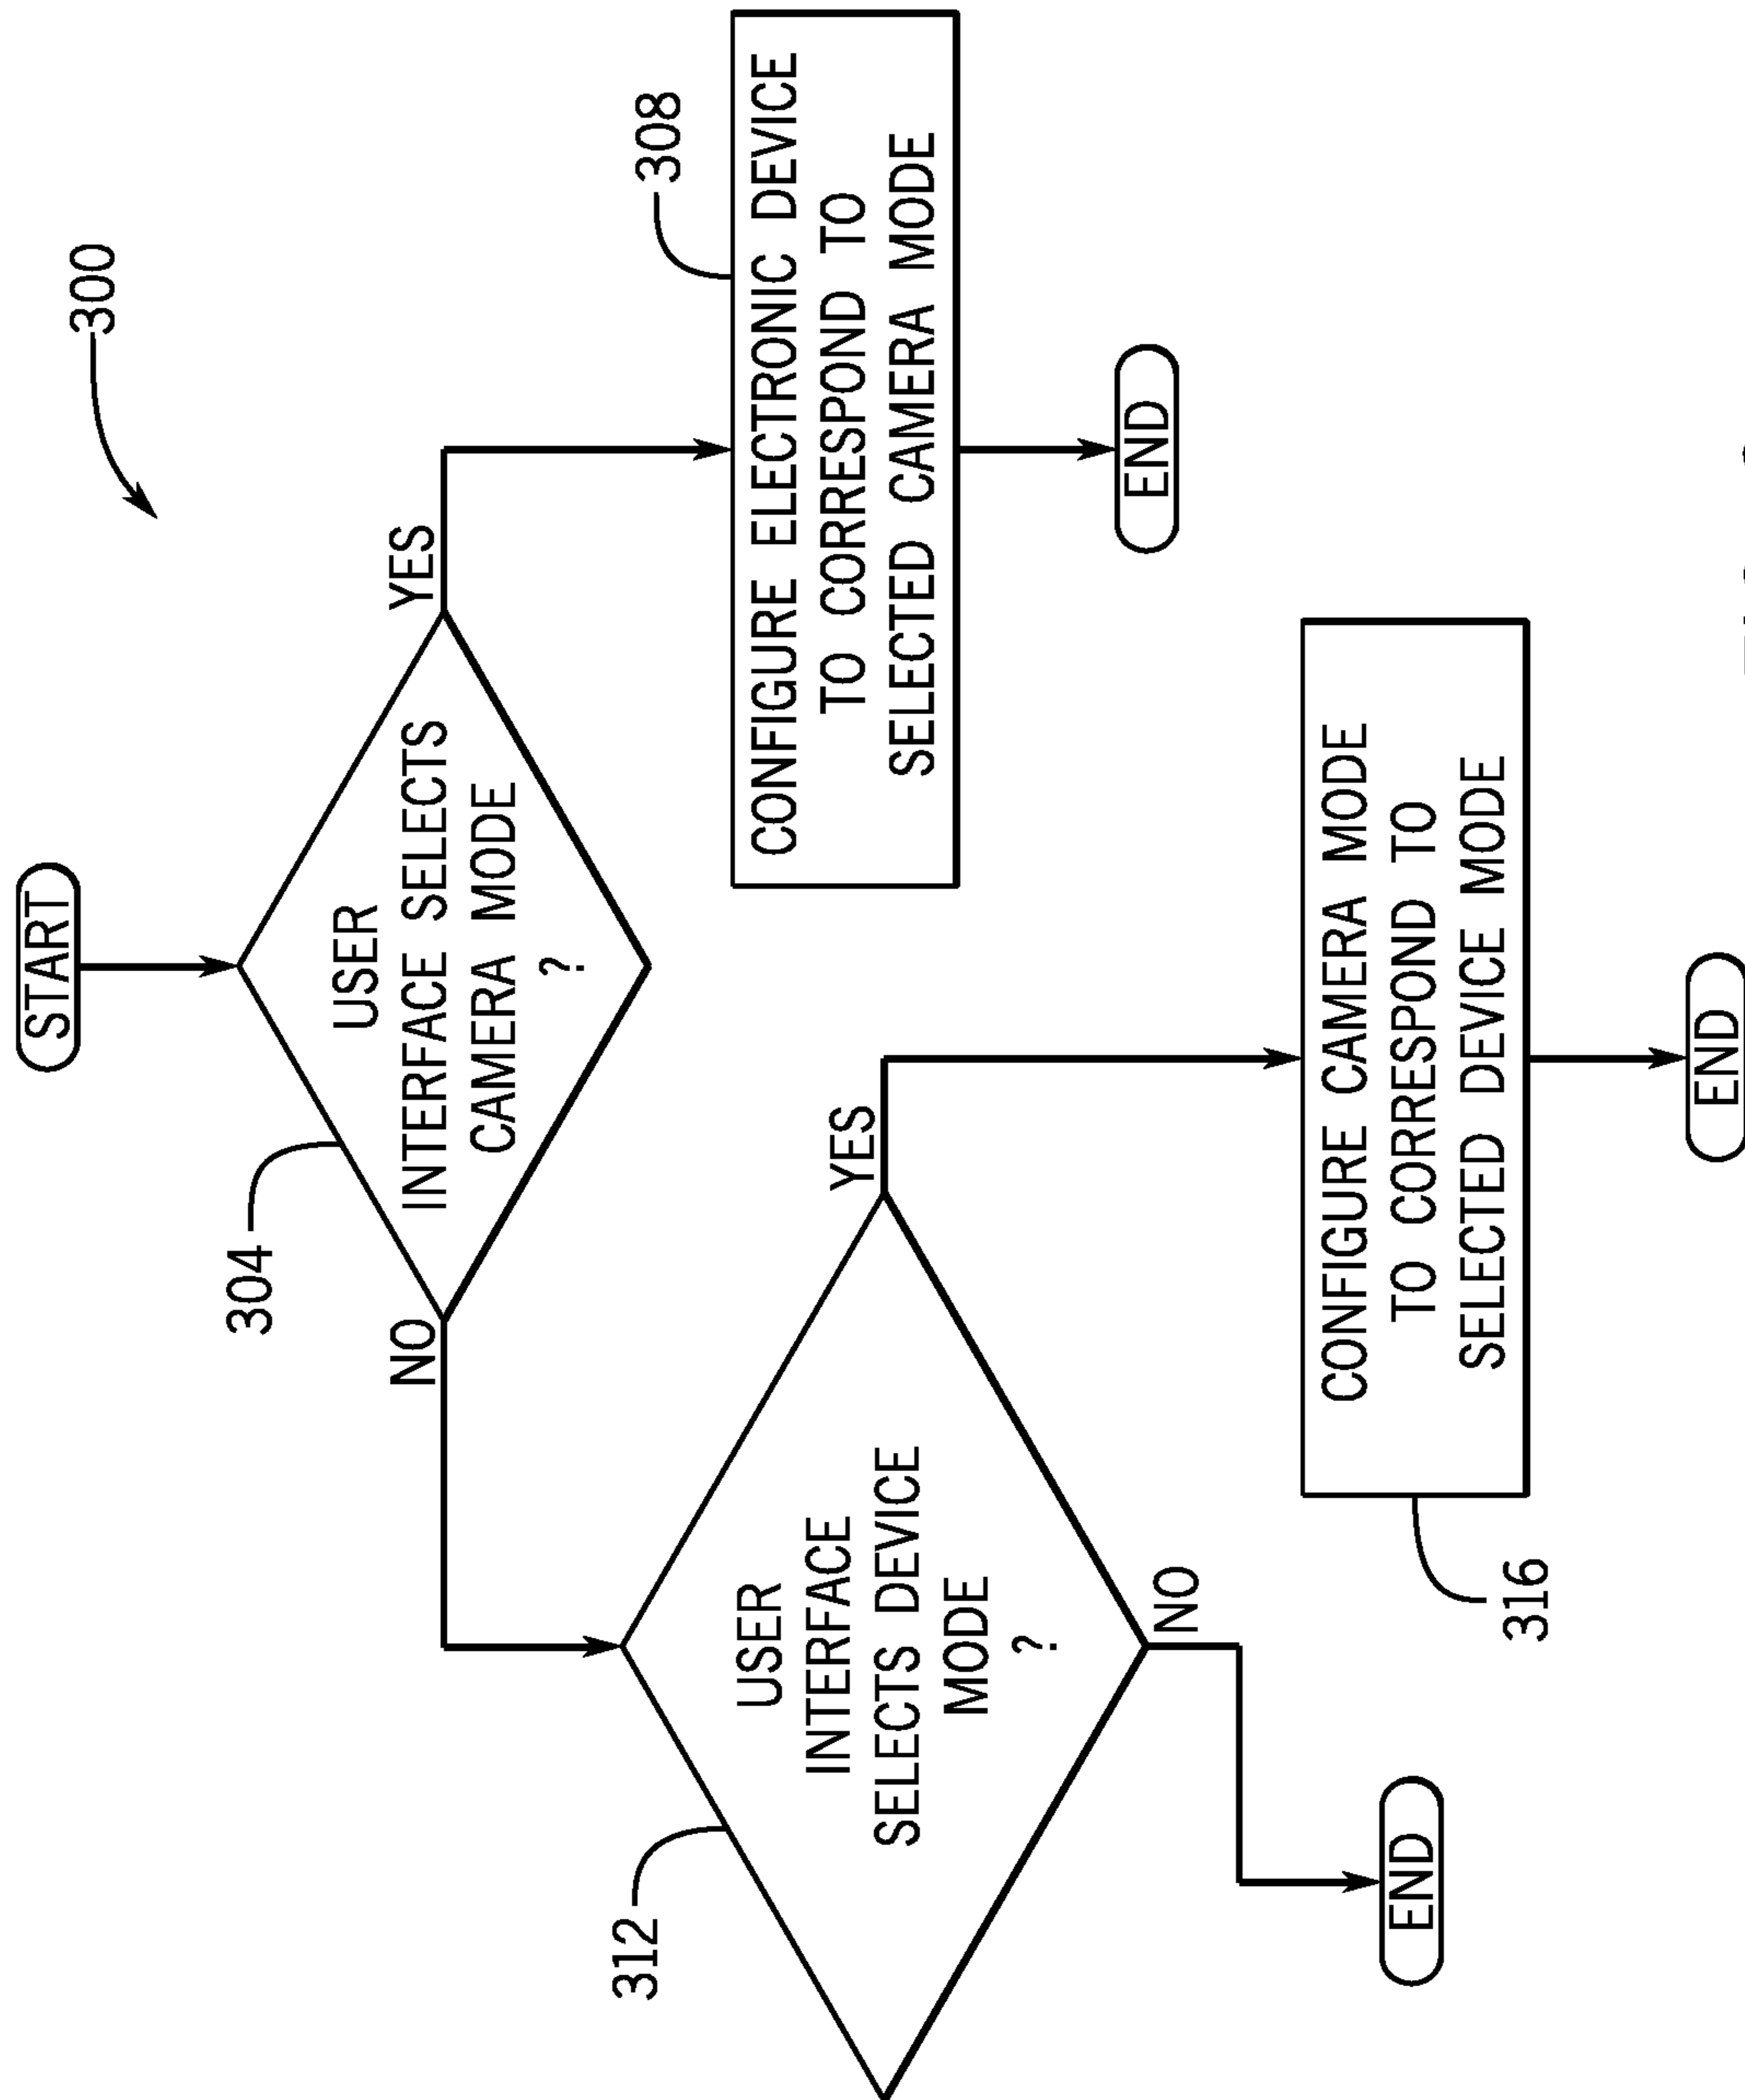 300
START
304
USER
INTERFACE SELECTS
CAMERA MODE
?
YES
NO
308
CONFIGURE ELECTRONIC DEVICE
TO CORRESPOND TO
SELECTED CAMERA MODE
END
312
USER
INTERFACE
SELECTS DEVICE
MODE
?
YES
NO
316
CONFIGURE CAMERA MODE
TO CORRESPOND TO
SELECTED DEVICE MODE
END
END